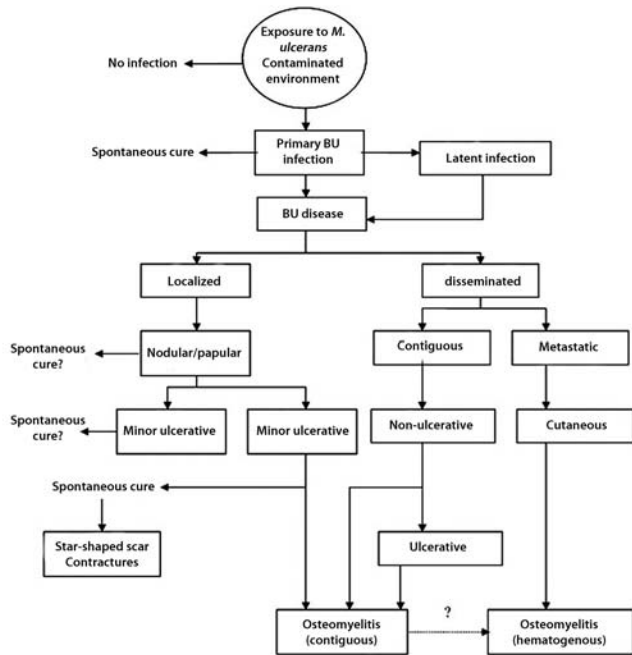 Exposure to M.
ulcerans
Contaminated
environment
No infection
Spontaneous cure
Primary BU
infection
Latent infection
BU disease
Localized
disseminated
Spontaneous
cure?
Nodular/papular
Contiguous
Metastatic
Spontaneous
cure?
Minor ulcerative
Minor ulcerative
Non-ulcerative
Cutaneous
Spontaneous cure
Star-shaped scar
Contractures
Ulcerative
Osteomyelitis
(contiguous)
?
Osteomyelitis
(hematogenous)